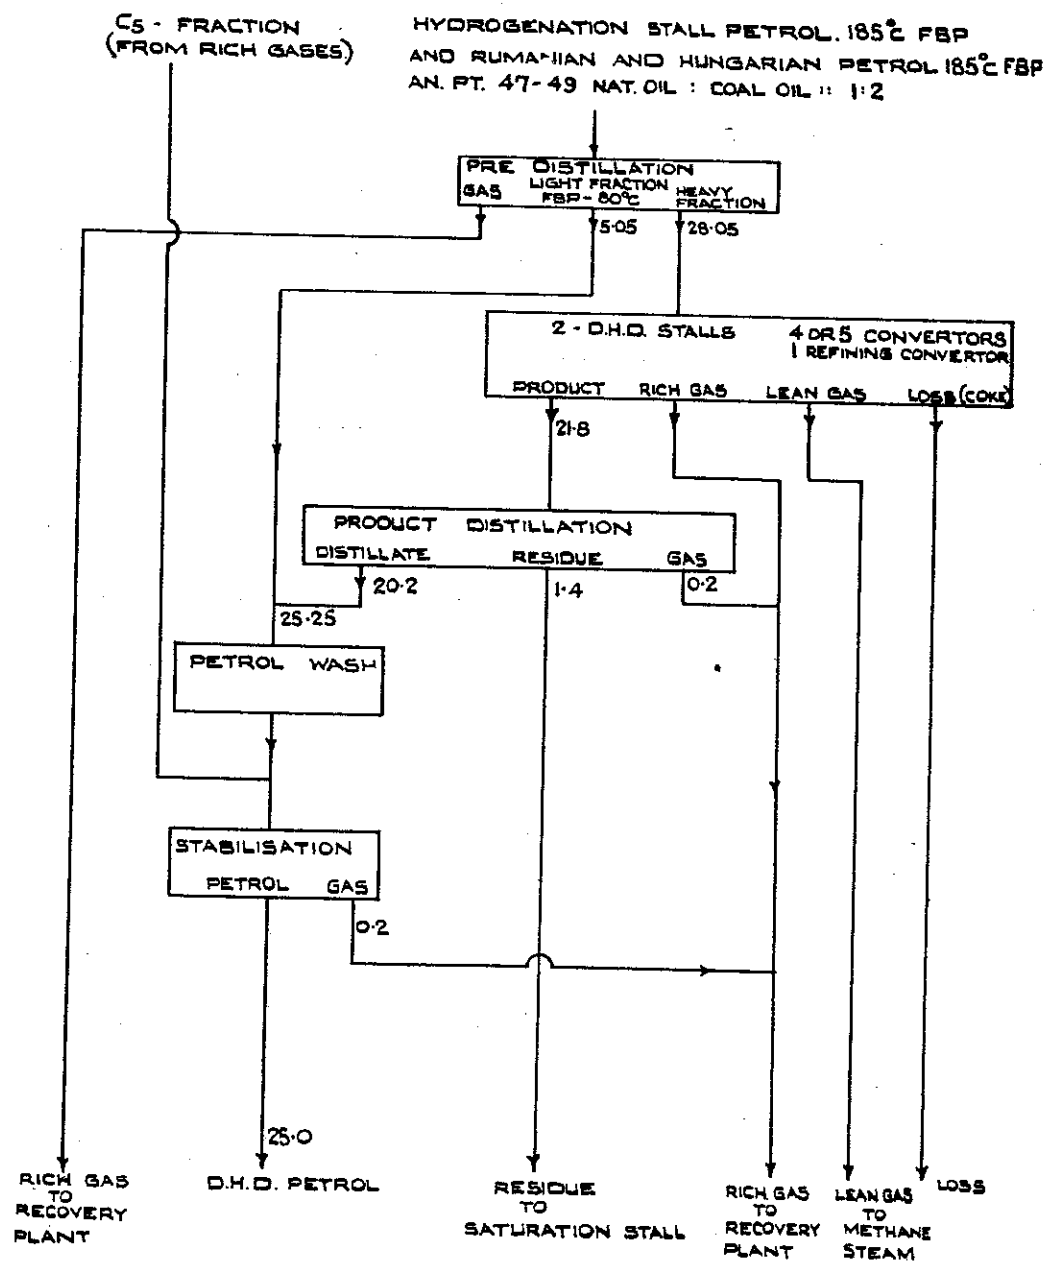 C5 - FRACTION
(FROM RICH GASES)
HYDROGENATION STALL PETROL. 185°C FBP
AND RUMANIAN AND HUNGARIAN PETROL 185°C FBP
AN. PT. 47-49 NAT. OIL : COAL OIL :: 1:2
PRE DISTILLATION
GAS
LIGHT FRACTION
FBP - 80°C
HEAVY
FRACTION
5·05
28·05
2 - D.H.D. STALLS
4 OR 5 CONVERTORS
1 REFINING CONVERTOR
PRODUCT RICH GAS LEAN GAS LOSS (COKE)
21·8
PRODUCT DISTILLATION
DISTILLATE RESIDUE GAS
20·2
1·4
0·2
25·25
PETROL WASH
STABILISATION
PETROL GAS
0·2
25·0
RICH GAS
TO
RECOVERY
PLANT
D.H.D. PETROL
RESIDUE
TO
SATURATION STALL
RICH GAS
TO
RECOVERY
PLANT
LEAN GAS
TO
METHANE
STEAM
LOSS